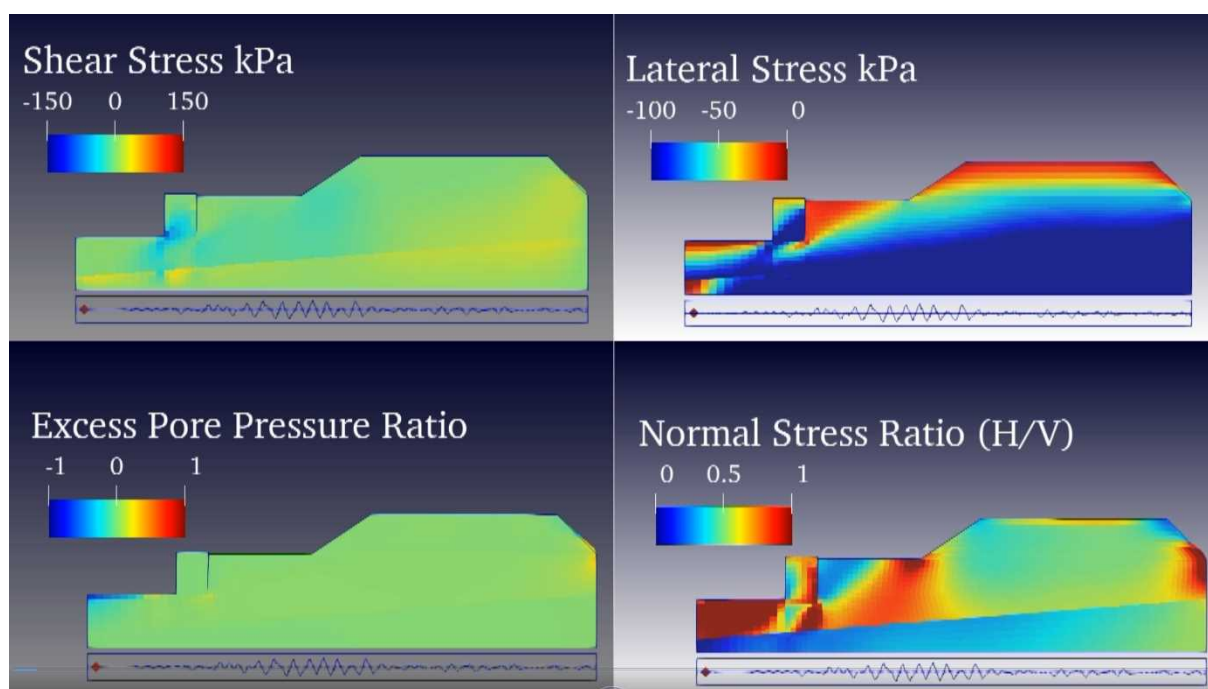 Shear Stress kPa
-150 0 150
Lateral Stress kPa
-100 -50 0
Excess Pore Pressure Ratio
-1 0 1
Normal Stress Ratio (H/V)
0 0.5 1